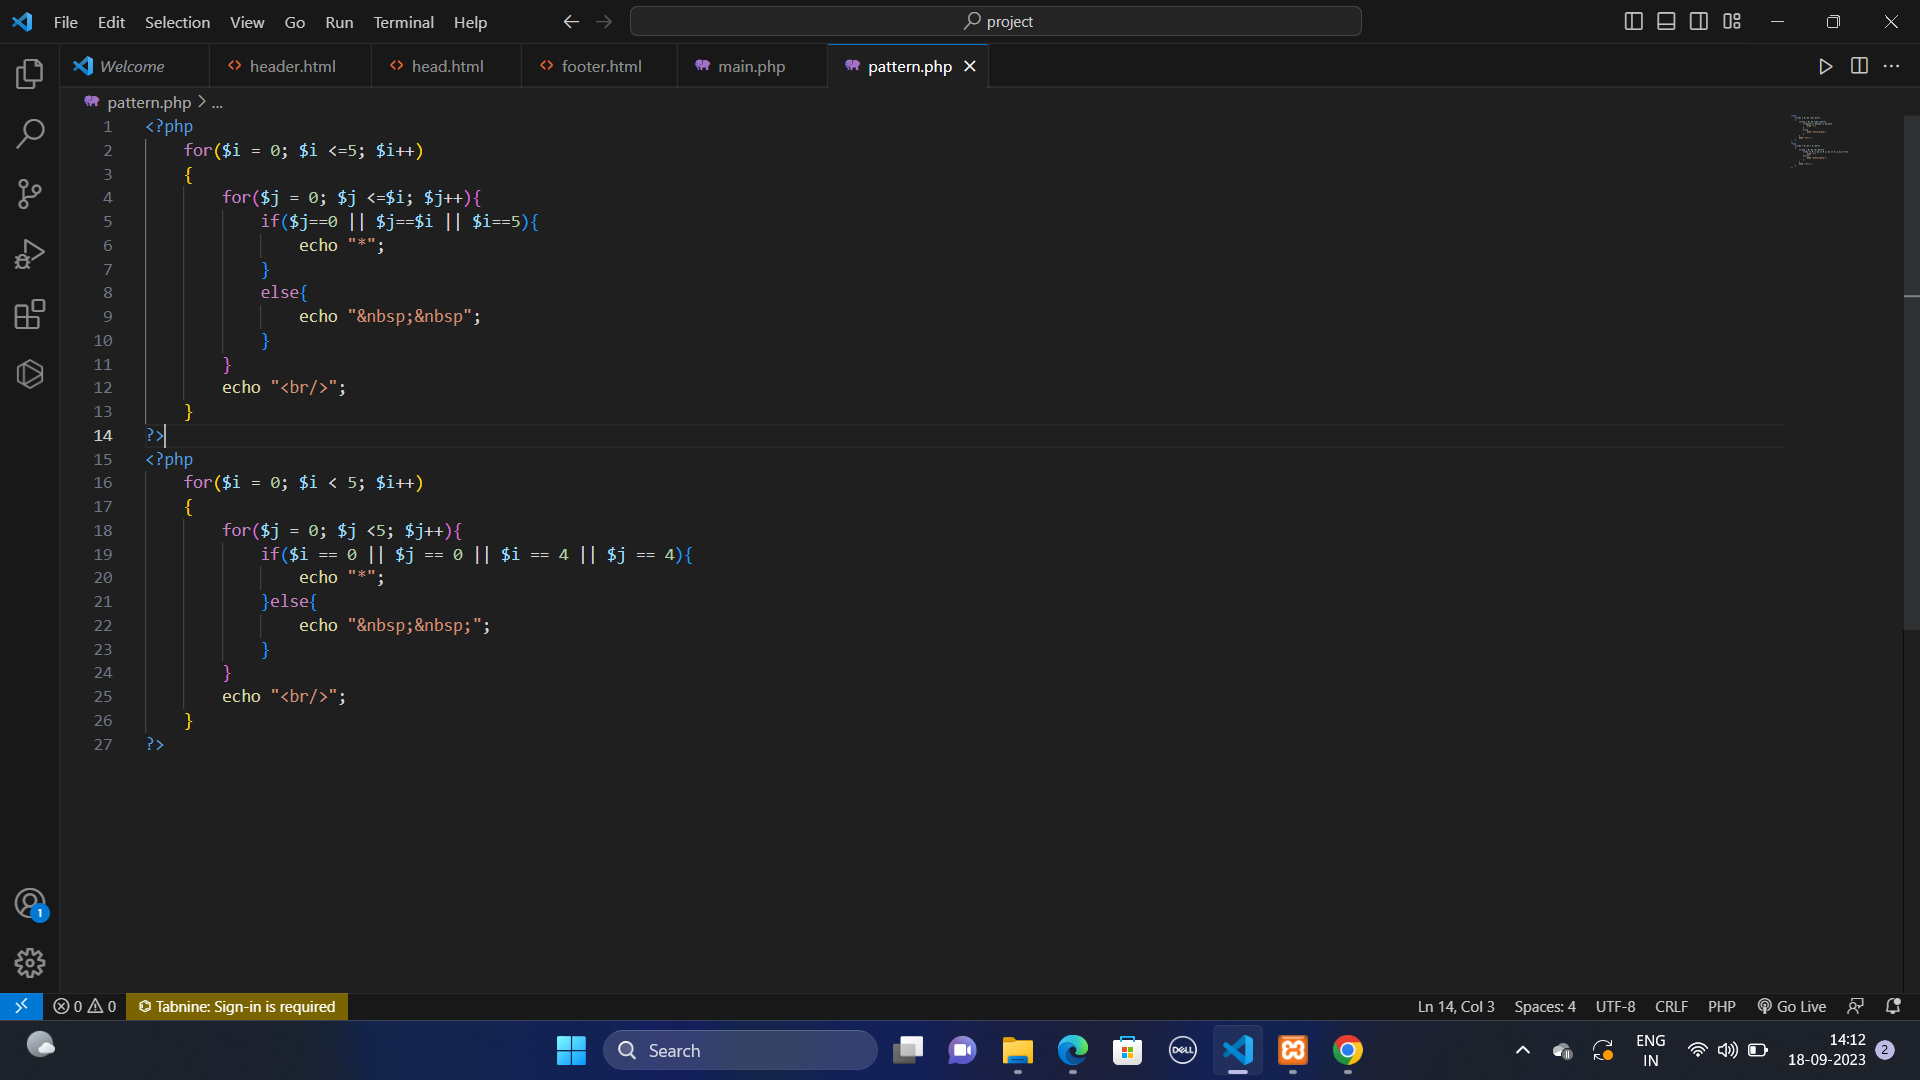 File Edit Selection View Go Run Terminal Help project
Welcome header.html head.html footer.html main.php pattern.php
pattern.php > ...
1 <?php
2     for($i = 0; $i <=5; $i++)
3     {
4         for($j = 0; $j <=$i; $j++){
5             if($j==0 || $j==$i || $i==5){
6                 echo "*";
7             }
8             else{
9                 echo "&nbsp;&nbsp";
10             }
11         }
12         echo "<br/>";
13     }
14 ?>
15 <?php
16     for($i = 0; $i < 5; $i++)
17     {
18         for($j = 0; $j <5; $j++){
19             if($i == 0 || $j == 0 || $i == 4 || $j == 4){
20                 echo "*";
21             }else{
22                 echo "&nbsp;&nbsp;";
23             }
24         }
25         echo "<br/>";
26     }
27 ?>
1
0 0 Tabnine: Sign-in is required Ln 14, Col 3 Spaces: 4 UTF-8 CRLF PHP Go Live
Search DELL ENG IN 14:12 18-09-2023 2